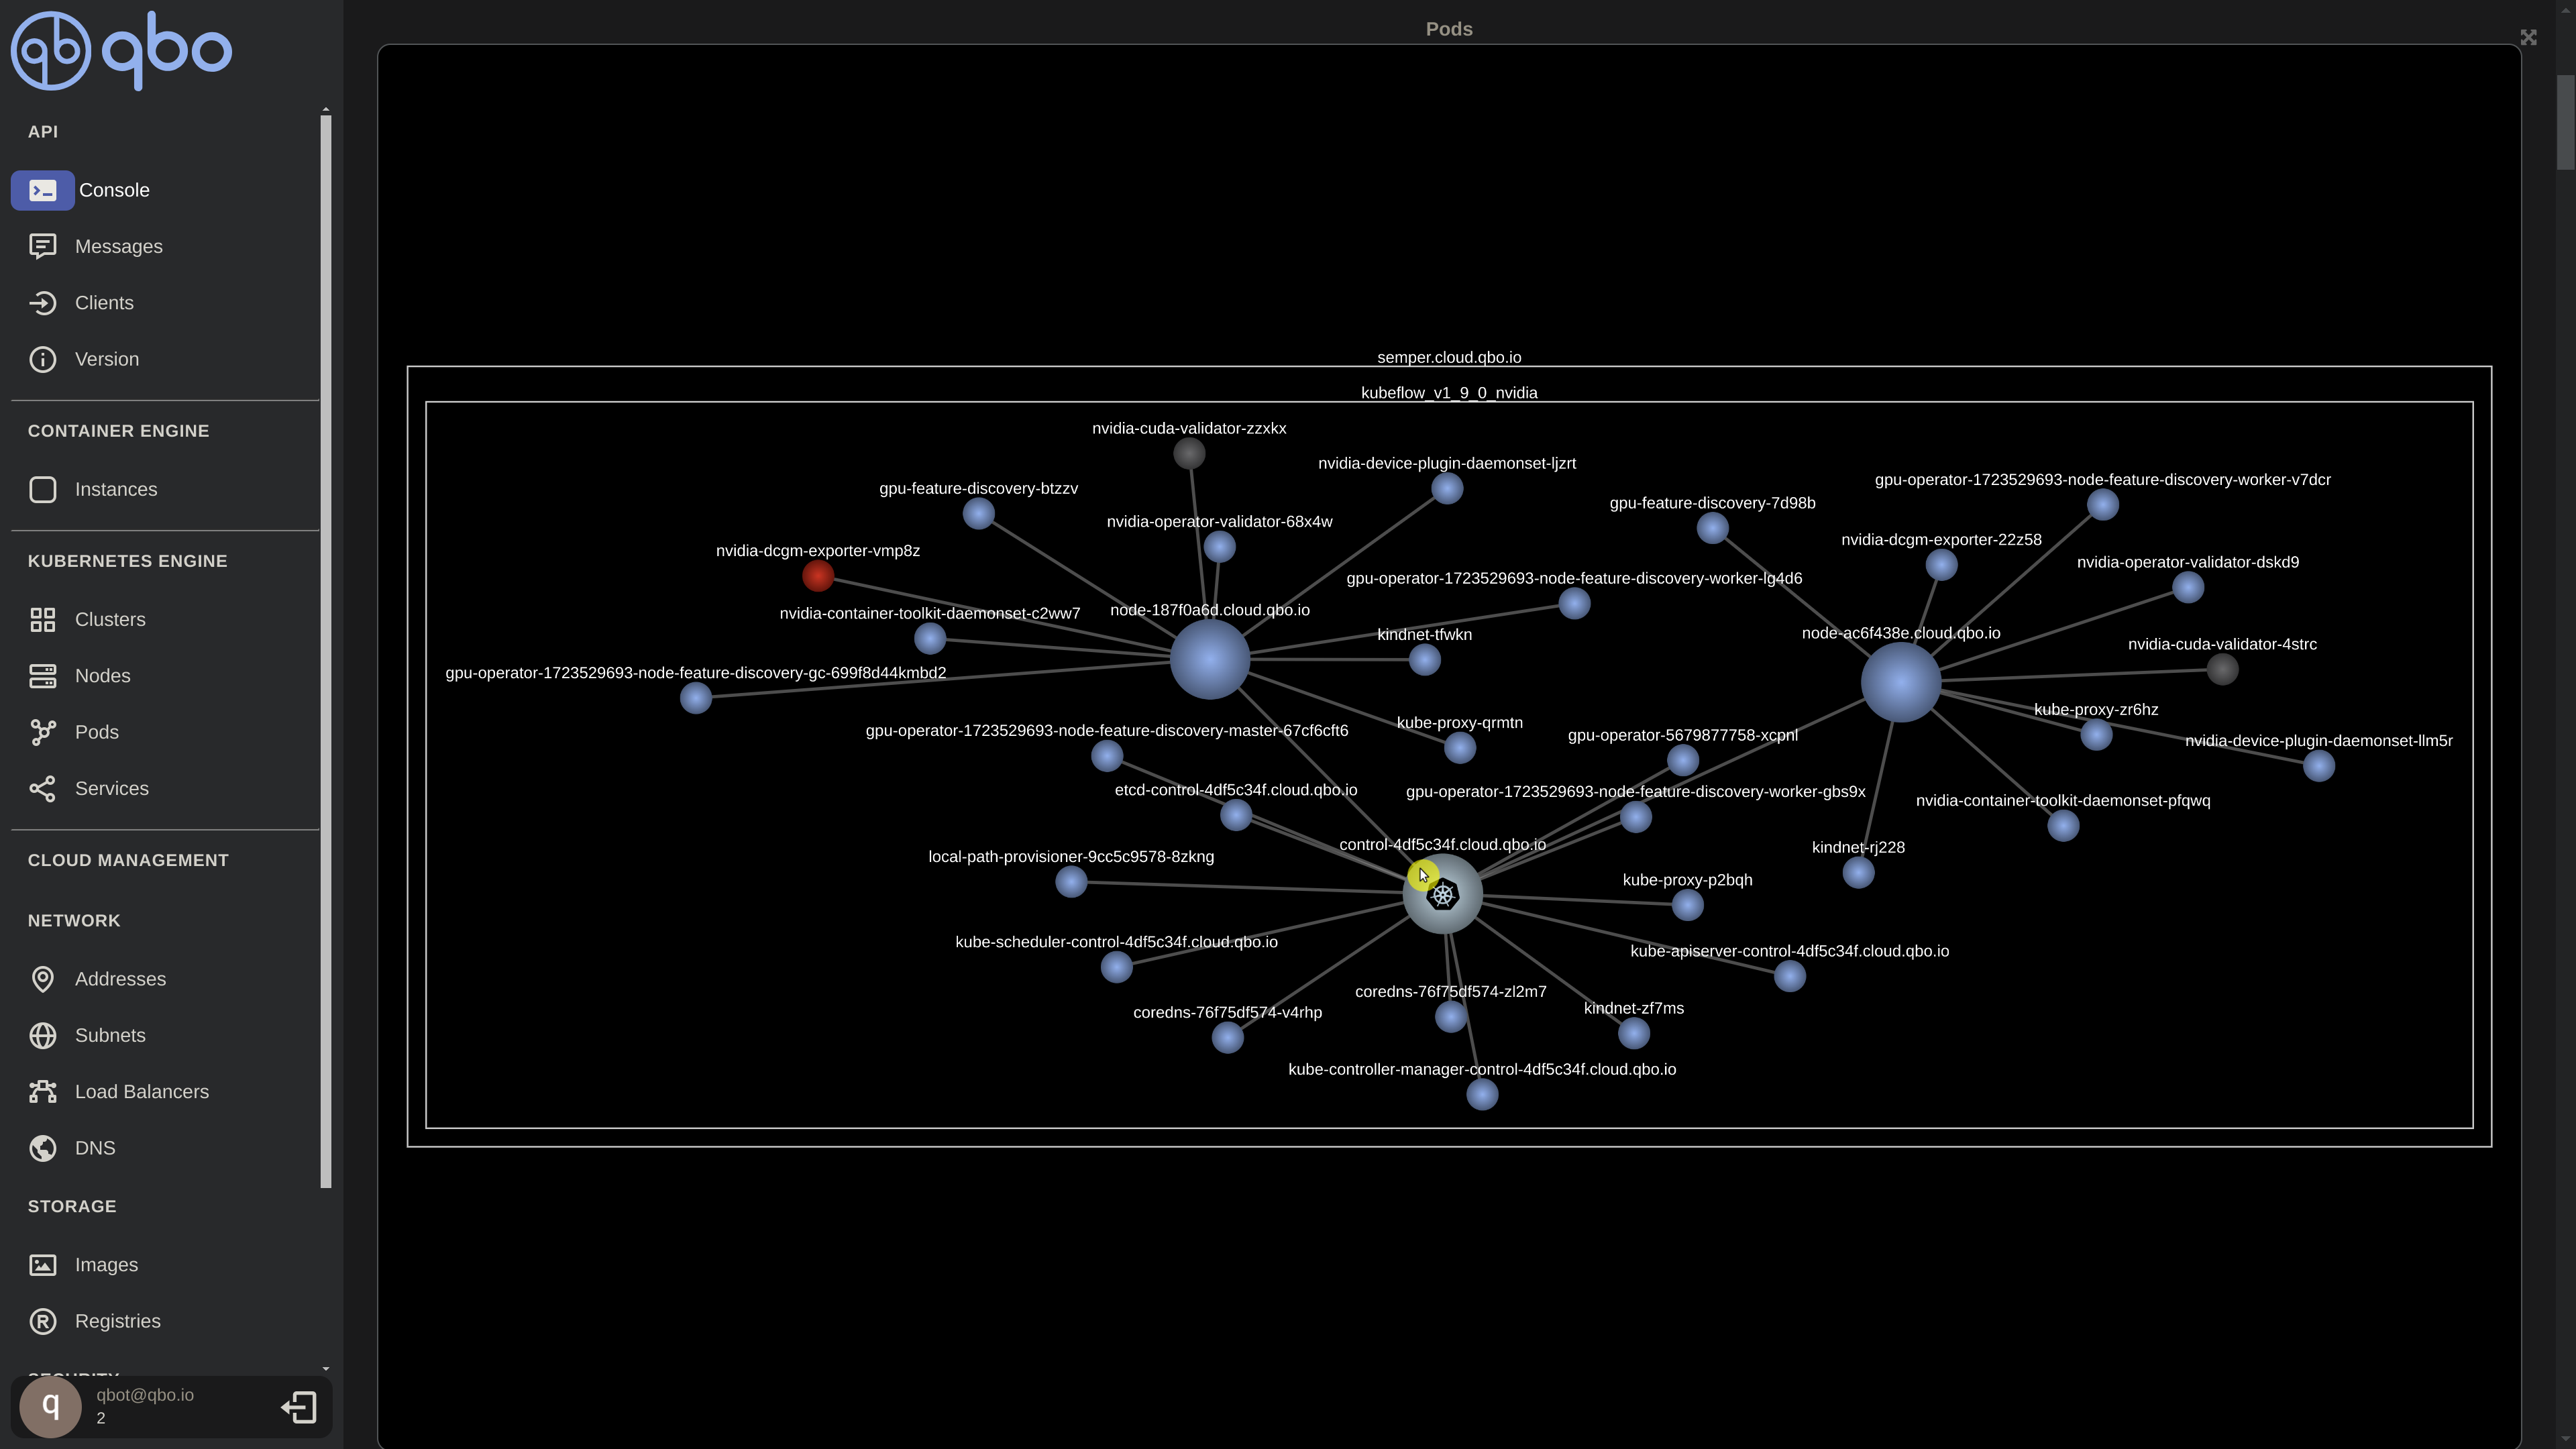 qb qbo
API
Console
Messages
Clients
Version
CONTAINER ENGINE
Instances
KUBERNETES ENGINE
Clusters
Nodes
Pods
Services
CLOUD MANAGEMENT
NETWORK
Addresses
Subnets
Load Balancers
DNS
STORAGE
Images
Registries
SECURITY
q
qbot@qbo.io
2
Pods
semper.cloud.qbo.io
kubeflow_v1_9_0_nvidia
nvidia-cuda-validator-zzxkx
nvidia-device-plugin-daemonset-ljzrt
gpu-operator-1723529693-node-feature-discovery-worker-v7dcr
gpu-feature-discovery-btzzv
gpu-feature-discovery-7d98b
nvidia-operator-validator-68x4w
nvidia-dcgm-exporter-22z58
nvidia-dcgm-exporter-vmp8z
nvidia-operator-validator-dskd9
gpu-operator-1723529693-node-feature-discovery-worker-lg4d6
nvidia-container-toolkit-daemonset-c2ww7
node-187f0a6d.cloud.qbo.io
kindnet-tfwkn
node-ac6f438e.cloud.qbo.io
nvidia-cuda-validator-4strc
gpu-operator-1723529693-node-feature-discovery-gc-699f8d44kmbd2
kube-proxy-zr6hz
kube-proxy-qrmtn
gpu-operator-1723529693-node-feature-discovery-master-67cf6cft6
gpu-operator-5679877758-xcpnl
nvidia-device-plugin-daemonset-llm5r
etcd-control-4df5c34f.cloud.qbo.io
gpu-operator-1723529693-node-feature-discovery-worker-gbs9x
nvidia-container-toolkit-daemonset-pfqwq
control-4df5c34f.cloud.qbo.io
kindnet-rj228
local-path-provisioner-9cc5c9578-8zkng
kube-proxy-p2bqh
kube-scheduler-control-4df5c34f.cloud.qbo.io
kube-apiserver-control-4df5c34f.cloud.qbo.io
coredns-76f75df574-zl2m7
coredns-76f75df574-v4rhp
kindnet-zf7ms
kube-controller-manager-control-4df5c34f.cloud.qbo.io